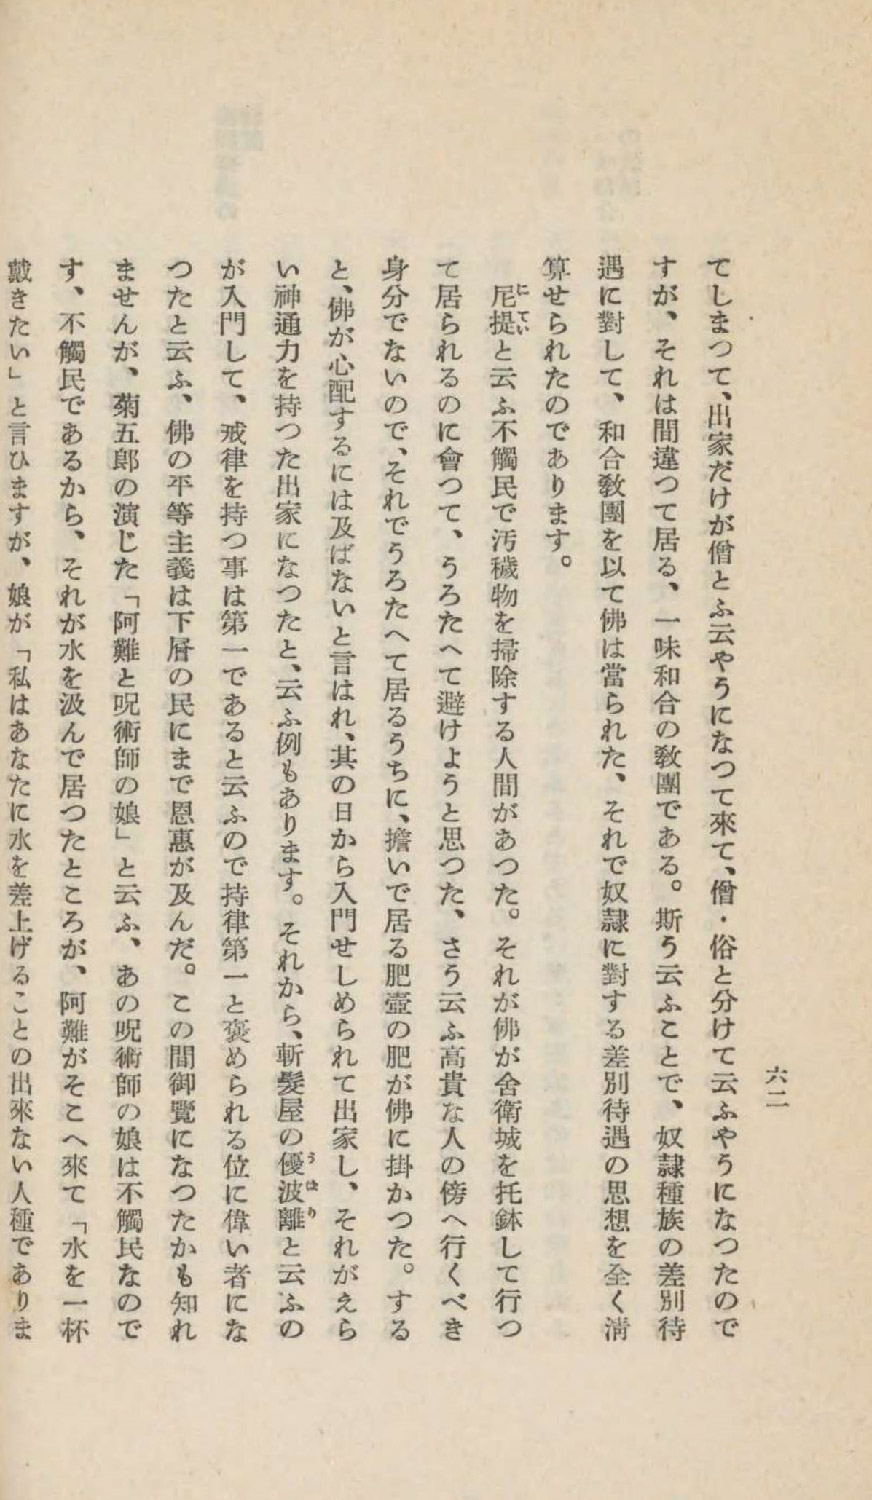 六二
てしまつて、出家だけが僧とふ云やうになつて來て、僧・俗と分けて云ふやうになつたので
すが、それは間違つて居る、一味和合の敎團である。斯う云ふことで、奴隷種族の差別待
遇に對して、和合敎團を以て佛は當られた、それで奴隷に對する差別待遇の思想を全く淸
算せられたのであります。
尼提と云ふ不觸民で汚穢物を掃除する人間があつた。それが佛が舍衛城を托鉢して行つ
て居られるのに會つて、うろたへて避けようと思つた、さう云ふ高貴な人の傍へ行くべき
身分でないので、それでうろたへて居るうちに、擔いで居る肥壺の肥が佛に掛かつた。する
と、佛が心配するには及ばないと言はれ、其の日から入門せしめられて出家し、それがえら
い神通力を持つた出家になつたと、云ふ例もあります。それから、斬髮屋の優波離と云ふの
が入門して、戒律を持つ事は第一であると云ふので持律第一と褒められる位に偉い者にな
つたと云ふ、佛の平等主義は下層の民にまで恩惠が及んだ。この間御覽になつたかも知れ
ませんが、菊五郎の演じた「阿難と呪術師の娘」と云ふ、あの呪術師の娘は不觸民なので
す、不觸民であるから、それが水を汲んで居つたところが、阿難がそこへ來て「水を一杯
戴きたい」と言ひますが、娘が「私はあなたに水を差上げることの出來ない人種でありま